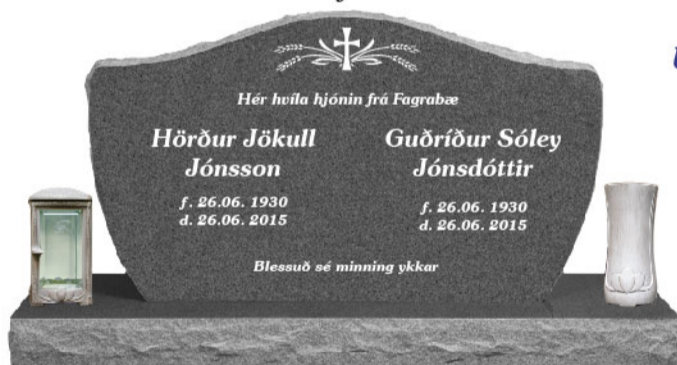 Hér hvíla hjónin frá Fagrabæ
Hörður Jökull
Jónsson
f. 26.06. 1930
d. 26.06. 2015
Guðríður Sóley
Jónsdóttir
f. 26.06. 1930
d. 26.06. 2015
Blessuð sé minning ykkar